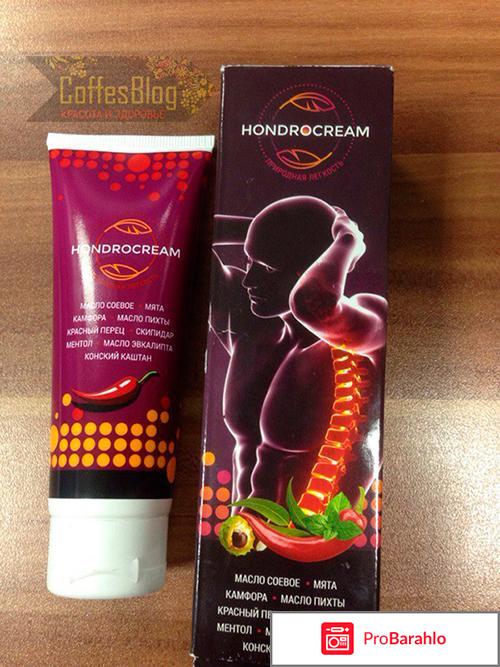 CoffesBlog
КРАСОТА И ЗДОРОВЬЕ
HONDROCREAM
МАСЛО СОЕВОЕ • МЯТА
КАМФОРА • МАСЛО ПИХТЫ
КРАСНЫЙ ПЕРЕЦ • СКИПИДАР
МЕНТОЛ • МАСЛО ЭВКАЛИПТА
КОНСКИЙ КАШТАН
HONDROCREAM
ПРИРОДНАЯ ЛЕГКОСТЬ
МАСЛО СОЕВОЕ • МЯТА
КАМФОРА • МАСЛО ПИХТЫ
КРАСНЫЙ
МЕНТОЛ •
ProBarahlo